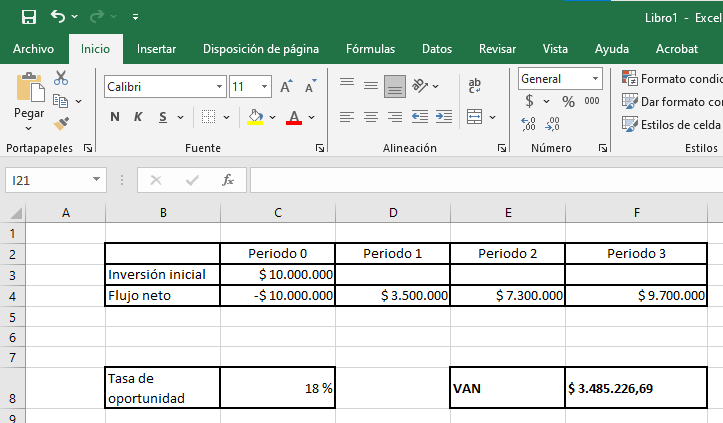 Libro1 - Excel
Archivo Inicio Insertar Disposición de página Fórmulas Datos Revisar Vista Ayuda Acrobat
Calibri 11 General Formato condic
Pegar N K S A A A ab c $ % 000 Dar formato co
,00 ,0 Estilos de celda
Portapapeles Fuente Alineación Número Estilos
I21 fx
A B C D E F
1
2 Periodo 0 Periodo 1 Periodo 2 Periodo 3
3 Inversión inicial $ 10.000.000
4 Flujo neto -$ 10.000.000 $ 3.500.000 $ 7.300.000 $ 9.700.000
5
6
7
Tasa de
8 oportunidad 18 % VAN $ 3.485.226,69
9